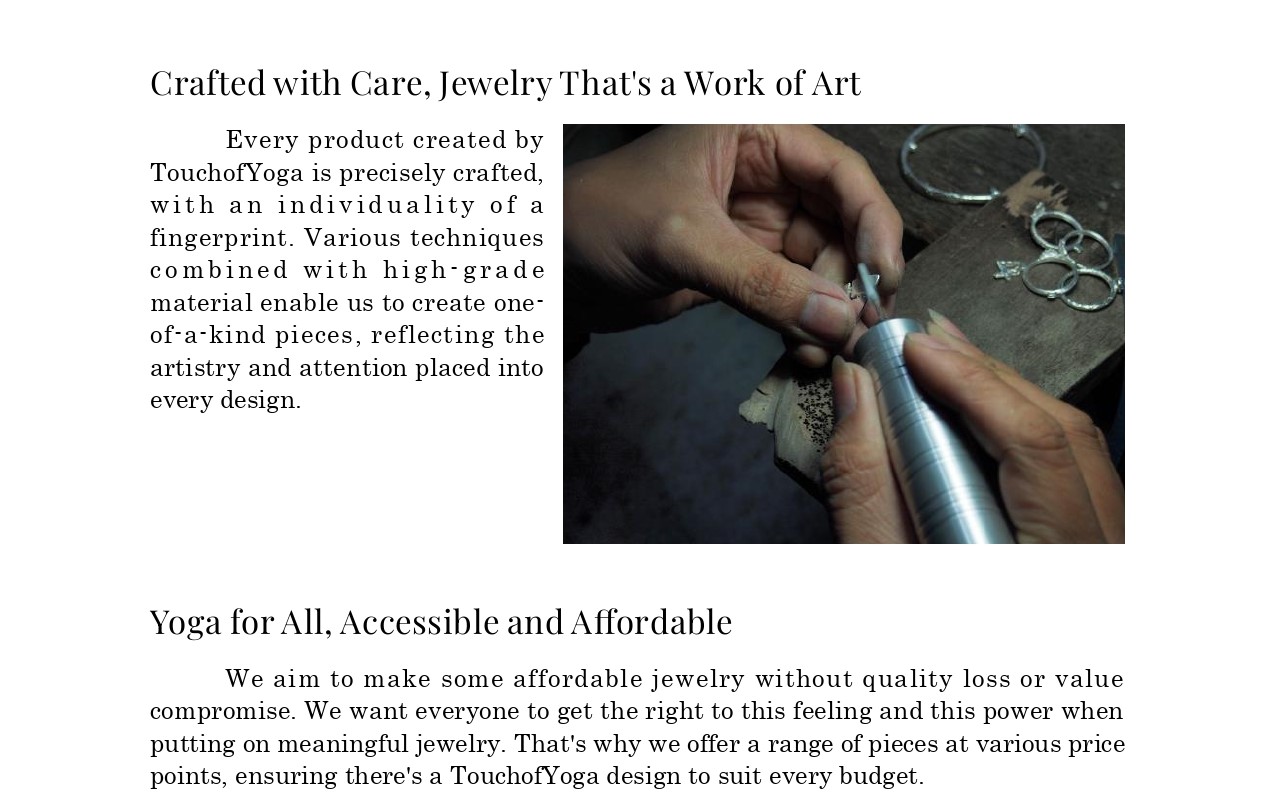 Crafted with Care, Jewelry That's a Work of Art
Every product created by
TouchofYoga is precisely crafted,
with an individuality of a
fingerprint. Various techniques
combined with high-grade
material enable us to create one-
of-a-kind pieces, reflecting the
artistry and attention placed into
every design.
Yoga for All, Accessible and Affordable
We aim to make some affordable jewelry without quality loss or value
compromise. We want everyone to get the right to this feeling and this power when
putting on meaningful jewelry. That's why we offer a range of pieces at various price
points, ensuring there's a TouchofYoga design to suit every budget.